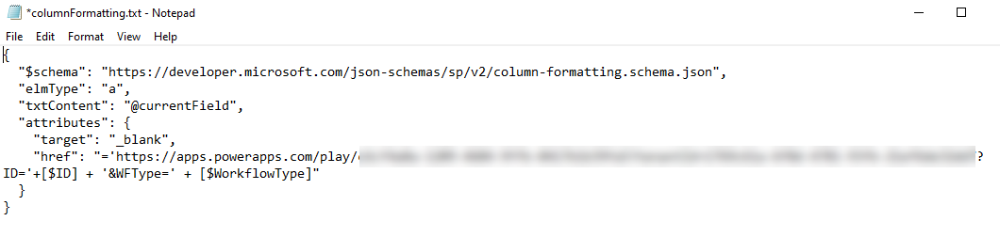 *columnFormatting.txt - Notepad
File Edit Format View Help
{
"$schema": "https://developer.microsoft.com/json-schemas/sp/v2/column-formatting.schema.json",
"elmType": "a",
"txtContent": "@currentField",
"attributes": {
"target": "_blank",
"href": "='https://apps.powerapps.com/play/ ?
ID='+[$ID] + '&WFType=' + [$WorkflowType]"
}
}